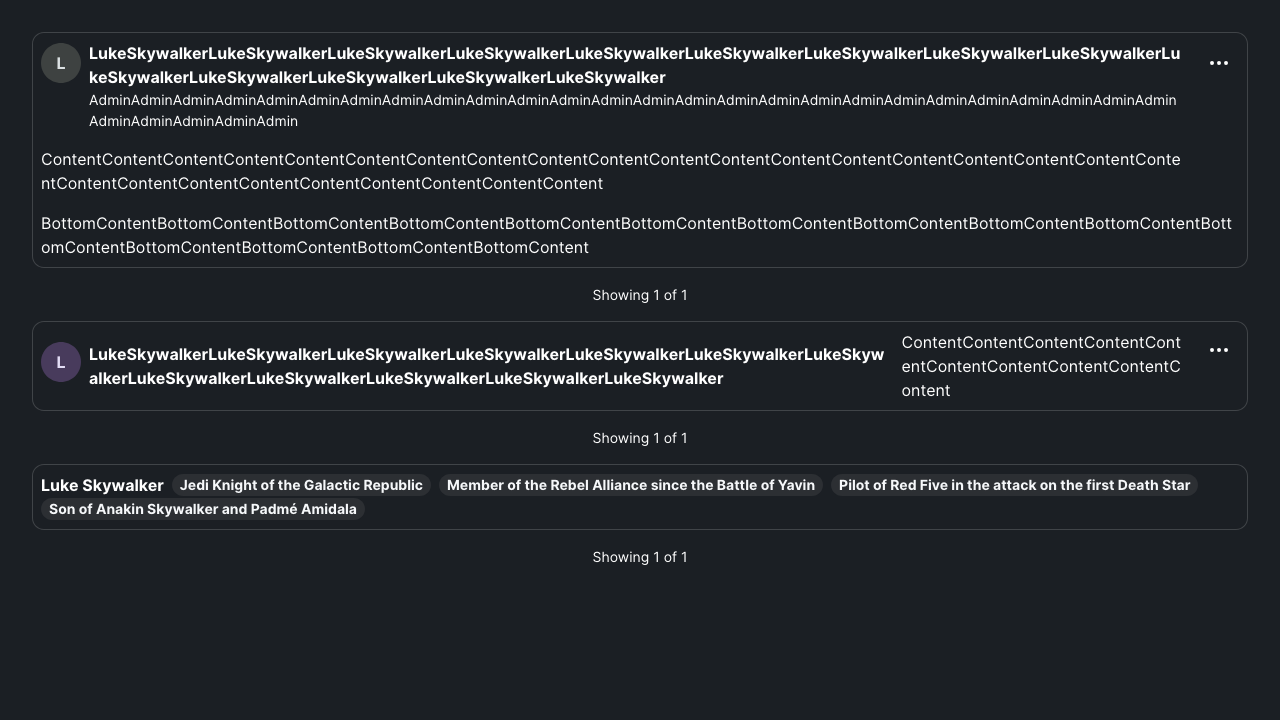 L
LukeSkywalkerLukeSkywalkerLukeSkywalkerLukeSkywalkerLukeSkywalkerLukeSkywalkerLukeSkywalkerLukeSkywalkerLukeSkywalkerLu
keSkywalkerLukeSkywalkerLukeSkywalkerLukeSkywalkerLukeSkywalker
AdminAdminAdminAdminAdminAdminAdminAdminAdminAdminAdminAdminAdminAdminAdminAdminAdminAdminAdminAdminAdminAdminAdminAdminAdminAdmin
AdminAdminAdminAdminAdmin
ContentContentContentContentContentContentContentContentContentContentContentContentContentContentContentContentContentContentConte
ntContentContentContentContentContentContentContentContentContent
BottomContentBottomContentBottomContentBottomContentBottomContentBottomContentBottomContentBottomContentBottomContentBottomContentBott
omContentBottomContentBottomContentBottomContentBottomContent
Showing 1 of 1
L
LukeSkywalkerLukeSkywalkerLukeSkywalkerLukeSkywalkerLukeSkywalkerLukeSkywalkerLukeSkyw
alkerLukeSkywalkerLukeSkywalkerLukeSkywalkerLukeSkywalkerLukeSkywalker
ContentContentContentContentCont
entContentContentContentContentC
ontent
Showing 1 of 1
Luke Skywalker Jedi Knight of the Galactic Republic Member of the Rebel Alliance since the Battle of Yavin Pilot of Red Five in the attack on the first Death Star
Son of Anakin Skywalker and Padmé Amidala
Showing 1 of 1